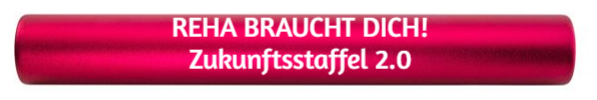 REHA BRAUCHT DICH!
Zukunftsstaffel 2.0